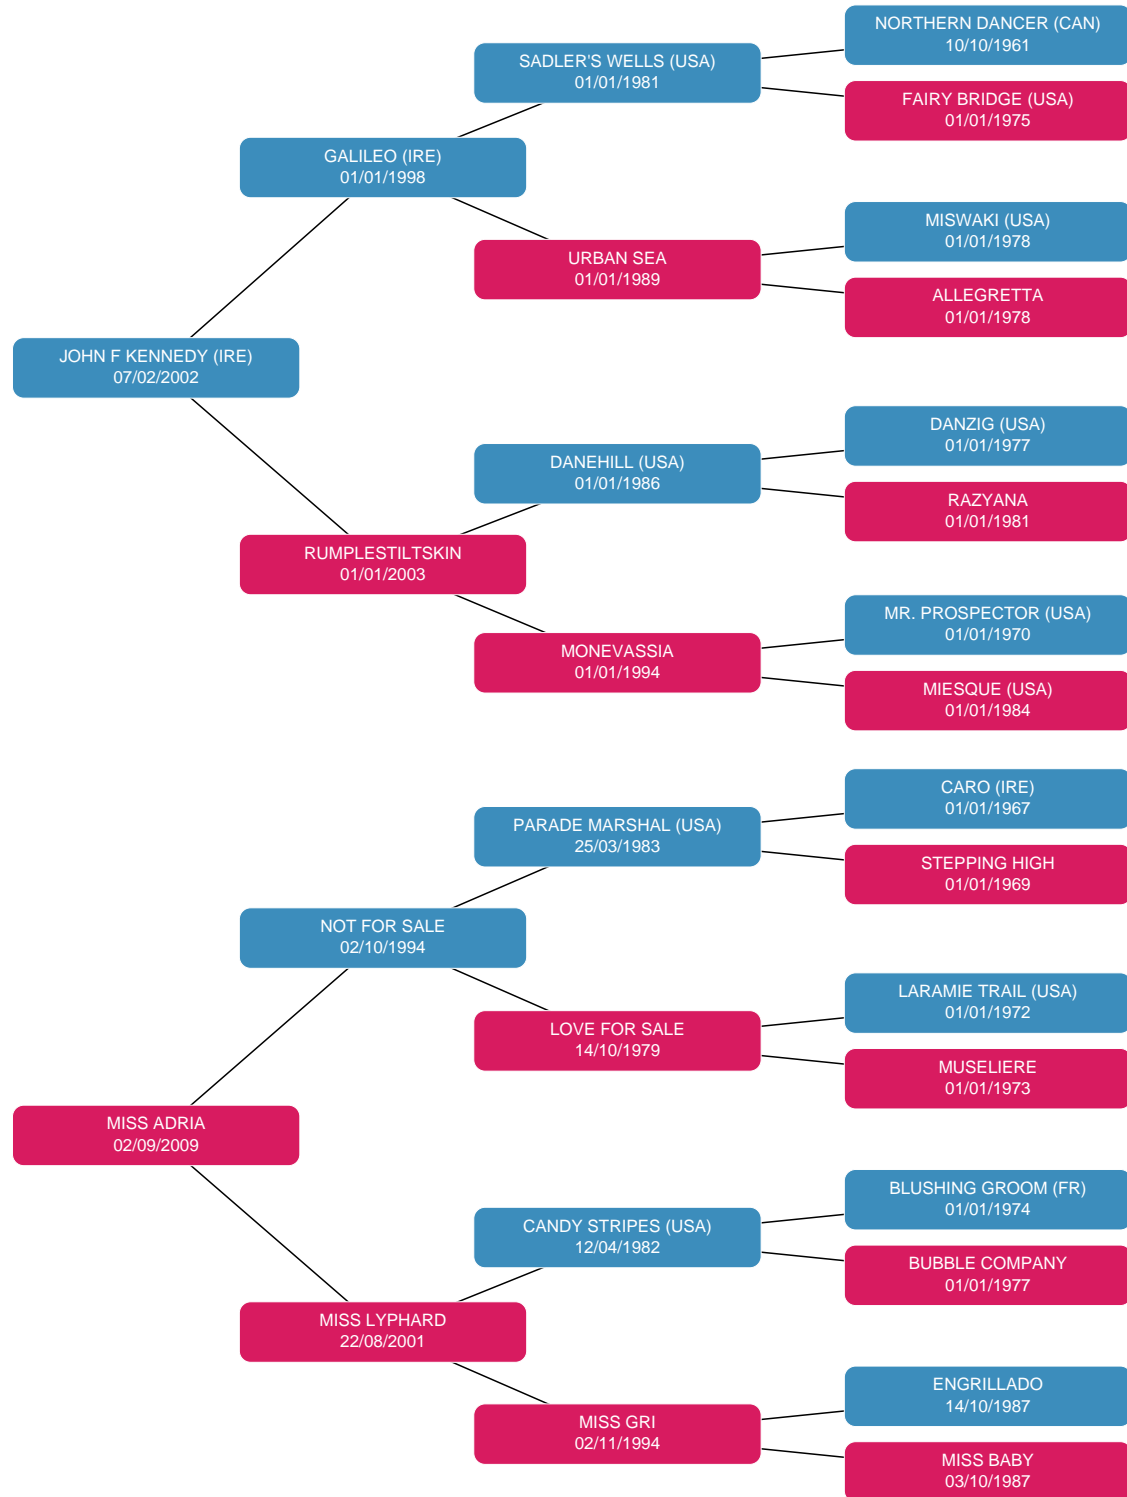 NORTHERN DANCER (CAN)
10/10/1961
SADLER'S WELLS (USA)
01/01/1981
FAIRY BRIDGE (USA)
01/01/1975
GALILEO (IRE)
01/01/1998
MISWAKI (USA)
01/01/1978
URBAN SEA
01/01/1989
ALLEGRETTA
01/01/1978
JOHN F KENNEDY (IRE)
07/02/2002
DANZIG (USA)
01/01/1977
DANEHILL (USA)
01/01/1986
RAZYANA
01/01/1981
RUMPLESTILTSKIN
01/01/2003
MR. PROSPECTOR (USA)
01/01/1970
MONEVASSIA
01/01/1994
MIESQUE (USA)
01/01/1984
CARO (IRE)
01/01/1967
PARADE MARSHAL (USA)
25/03/1983
STEPPING HIGH
01/01/1969
NOT FOR SALE
02/10/1994
LARAMIE TRAIL (USA)
01/01/1972
LOVE FOR SALE
14/10/1979
MUSELIERE
01/01/1973
MISS ADRIA
02/09/2009
BLUSHING GROOM (FR)
01/01/1974
CANDY STRIPES (USA)
12/04/1982
BUBBLE COMPANY
01/01/1977
MISS LYPHARD
22/08/2001
ENGRILLADO
14/10/1987
MISS GRI
02/11/1994
MISS BABY
03/10/1987